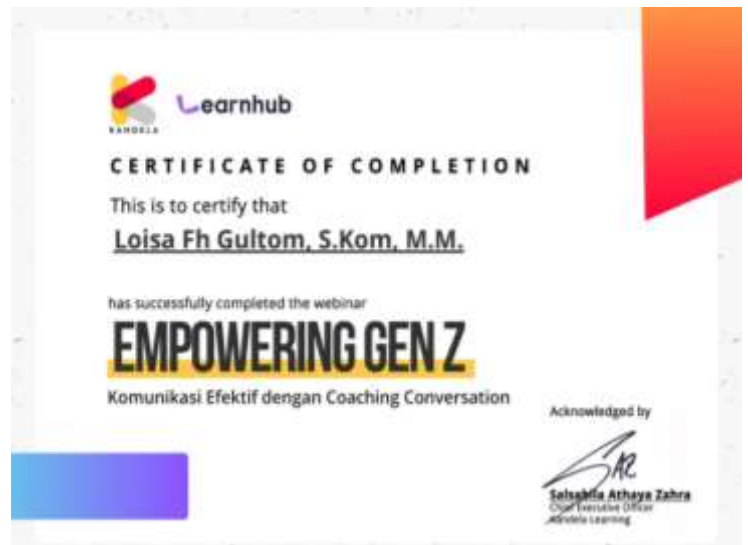 KANDELA
Learnhub
CERTIFICATE OF COMPLETION
This is to certify that
Loisa Fh Gultom, S.Kom, M.M.
has successfully completed the webinar
EMPOWERING GEN Z
Komunikasi Efektif dengan Coaching Conversation
Acknowledged by
Salsabila Athaya Zahra
Chief Executive Officer
Kandela Learning